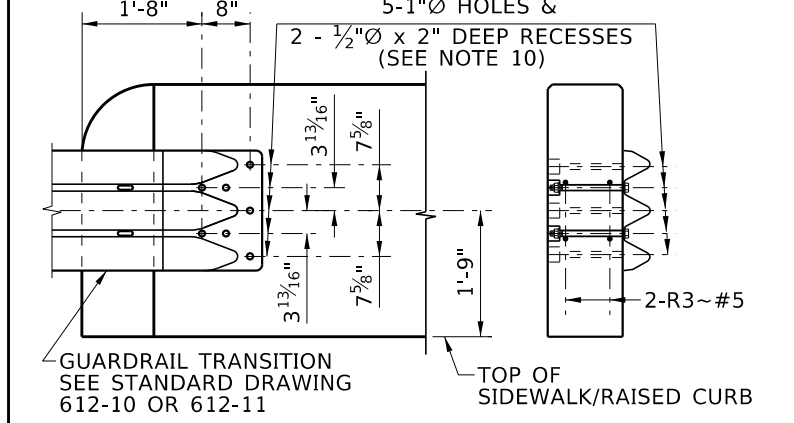 1'-8"
8"
5-1"Ø HOLES &
2 - 1/2"Ø x 2" DEEP RECESSES
(SEE NOTE 10)
3 13/16"
7 5/8"
3 13/16"
7 5/8"
1'-9"
2-R3~#5
GUARDRAIL TRANSITION
SEE STANDARD DRAWING
612-10 OR 612-11
TOP OF
SIDEWALK/RAISED CURB